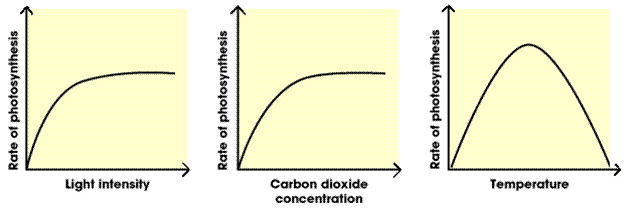 Rate of photosynthesis
Light intensity
Rate of photosynthesis
Carbon dioxide
concentration
Rate of photosynthesis
Temperature